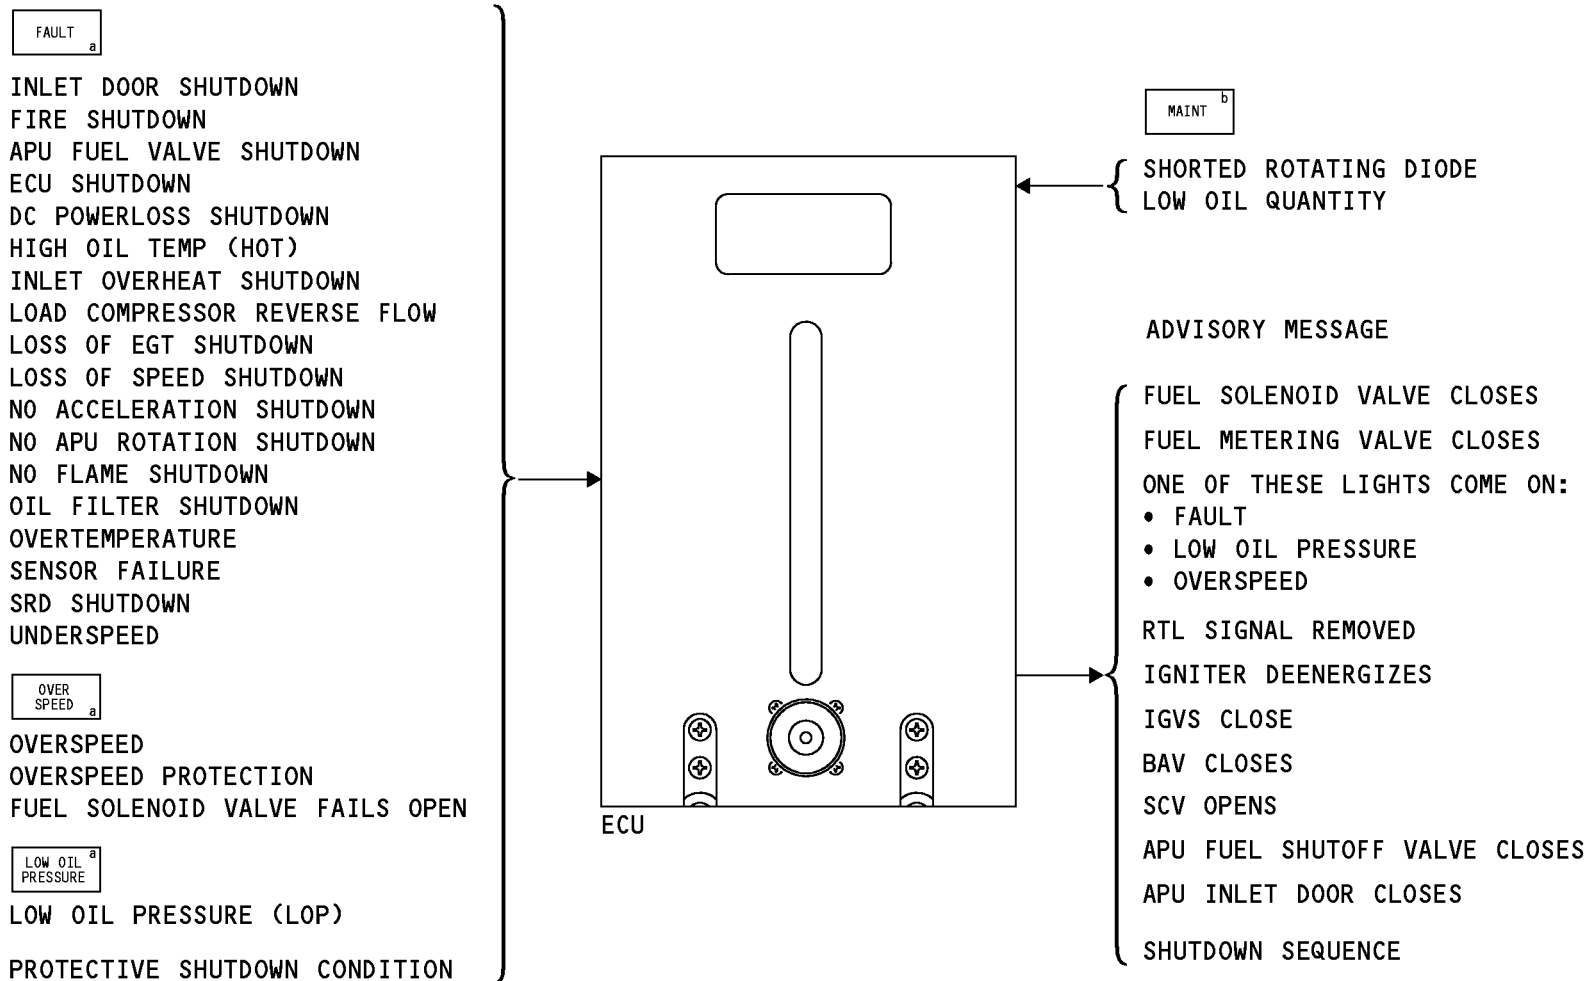 FAULT
a
INLET DOOR SHUTDOWN
FIRE SHUTDOWN
APU FUEL VALVE SHUTDOWN
ECU SHUTDOWN
DC POWERLOSS SHUTDOWN
HIGH OIL TEMP (HOT)
INLET OVERHEAT SHUTDOWN
LOAD COMPRESSOR REVERSE FLOW
LOSS OF EGT SHUTDOWN
LOSS OF SPEED SHUTDOWN
NO ACCELERATION SHUTDOWN
NO APU ROTATION SHUTDOWN
NO FLAME SHUTDOWN
OIL FILTER SHUTDOWN
OVERTEMPERATURE
SENSOR FAILURE
SRD SHUTDOWN
UNDERSPEED
OVER
SPEED
a
OVERSPEED
OVERSPEED PROTECTION
FUEL SOLENOID VALVE FAILS OPEN
LOW OIL a
PRESSURE
LOW OIL PRESSURE (LOP)
PROTECTIVE SHUTDOWN CONDITION
ECU
MAINT b
SHORTED ROTATING DIODE
LOW OIL QUANTITY
ADVISORY MESSAGE
FUEL SOLENOID VALVE CLOSES
FUEL METERING VALVE CLOSES
ONE OF THESE LIGHTS COME ON:
• FAULT
• LOW OIL PRESSURE
• OVERSPEED
RTL SIGNAL REMOVED
IGNITER DEENERGIZES
IGVS CLOSE
BAV CLOSES
SCV OPENS
APU FUEL SHUTOFF VALVE CLOSES
APU INLET DOOR CLOSES
SHUTDOWN SEQUENCE